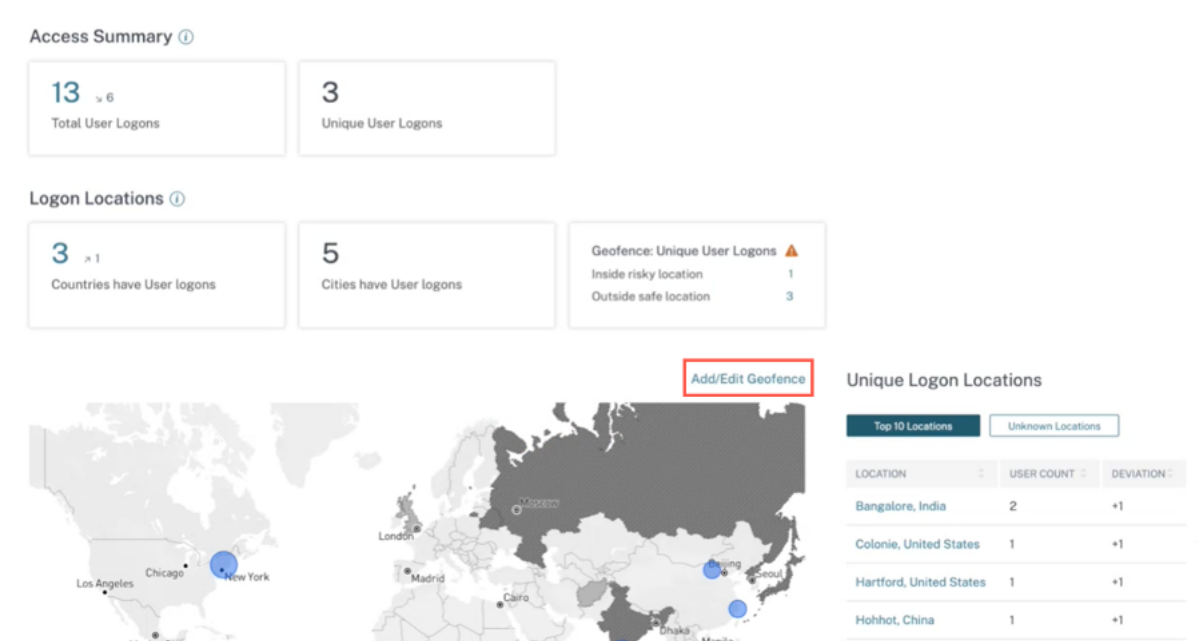 Access Summary
13 6
Total User Logons
3
Unique User Logons
Logon Locations
3 1
Countries have User logons
5
Cities have User logons
Geofence: Unique User Logons
Inside risky location 1
Outside safe location 3
Add/Edit Geofence
Moscow
London
Madrid
Cairo
Beijing
Seoul
Dhaka
Chicago
New York
Los Angeles
Unique Logon Locations
Top 10 Locations Unknown Locations
LOCATION USER COUNT DEVIATION
Bangalore, India 2 +1
Colonie, United States 1 +1
Hartford, United States 1 +1
Hohhot, China 1 +1